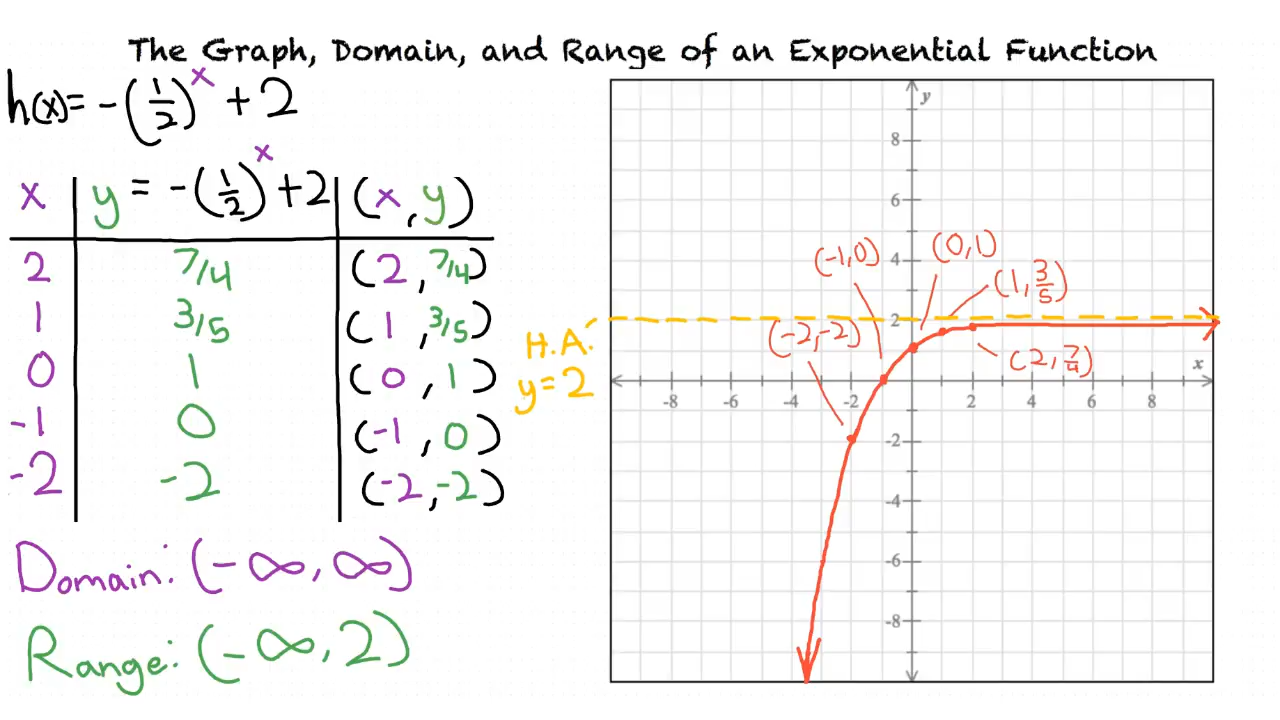 The Graph, Domain, and Range of an Exponential Function
h(x) = -(1/2)^x + 2
x | y = -(1/2)^x + 2 | (x, y)
2 | 7/4 | (2, 7/4)
1 | 3/5 | (1, 3/5)
0 | 1 | (0, 1)
-1 | 0 | (-1, 0)
-2 | -2 | (-2, -2)
Domain: (-∞, ∞)
Range: (-∞, 2)
H.A.:
y = 2
y
8
6
4
2
-2
-4
-6
-8
-8 -6 -4 -2 2 4 6 8
x
(-1, 0)
(0, 1)
(1, 3/5)
(-2, -2)
(2, 7/4)